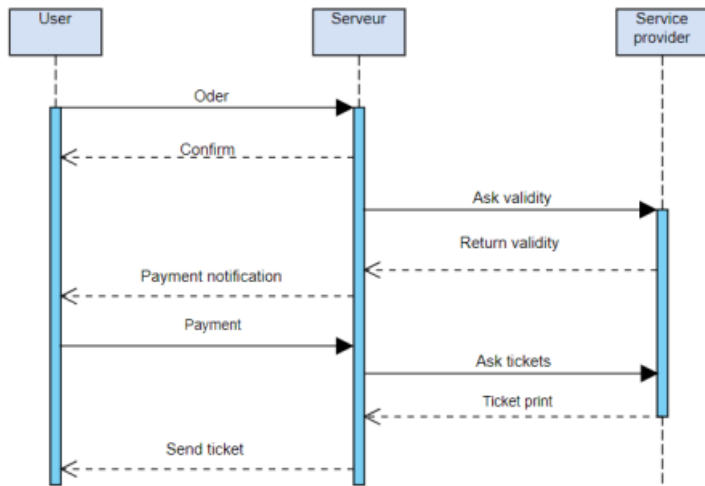 User
Serveur
Service
provider
Oder
Confirm
Ask validity
Return validity
Payment notification
Payment
Ask tickets
Ticket print
Send ticket